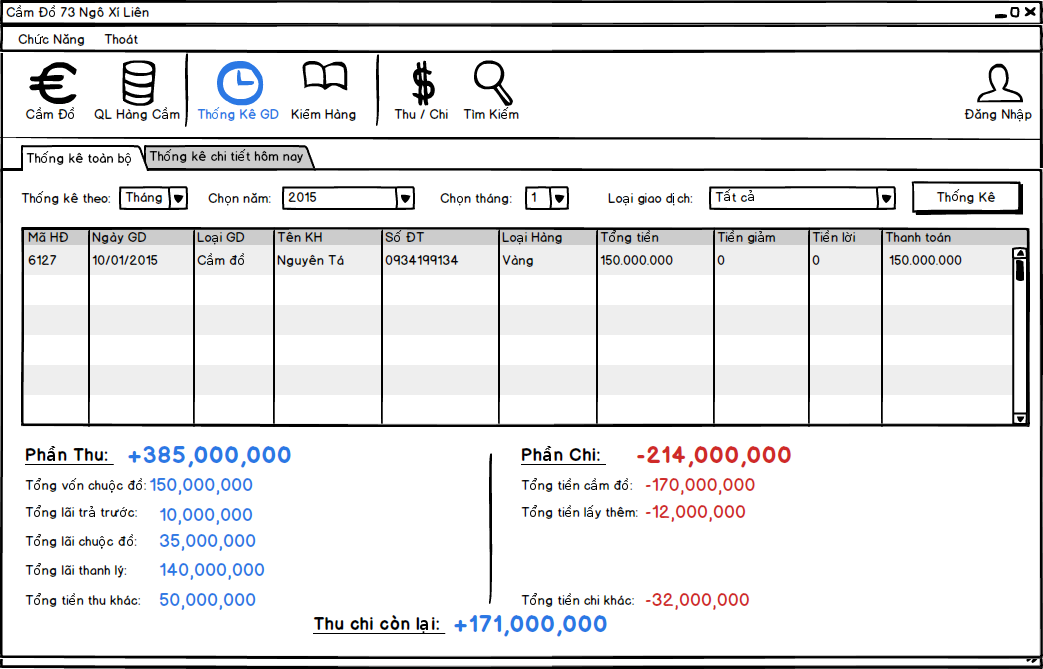 Cầm Đồ 73 Ngô Xí Liên
Chức Năng Thoát
Cầm Đồ QL Hàng Cầm Thống Kê GD Kiểm Hàng Thu / Chi Tìm Kiếm Đăng Nhập
Thống kê toàn bộ Thống kê chi tiết hôm nay
Thống kê theo: Tháng Chọn năm: 2015 Chọn tháng: 1 Loại giao dịch: Tất cả Thống Kê
Mã HĐ Ngày GD Loại GD Tên KH Số ĐT Loại Hàng Tổng tiền Tiền giảm Tiền lời Thanh toán
6127 10/01/2015 Cầm đồ Nguyên Tá 0934199134 Vàng 150.000.000 0 0 150.000.000
Phần Thu: +385,000,000 Phần Chi: -214,000,000
Tổng vốn chuộc đồ: 150,000,000 Tổng tiền cầm đồ: -170,000,000
Tổng lãi trả trước: 10,000,000 Tổng tiền lấy thêm: -12,000,000
Tổng lãi chuộc đồ: 35,000,000
Tổng lãi thanh lý: 140,000,000
Tổng tiền thu khác: 50,000,000 Tổng tiền chi khác: -32,000,000
Thu chi còn lại: +171,000,000